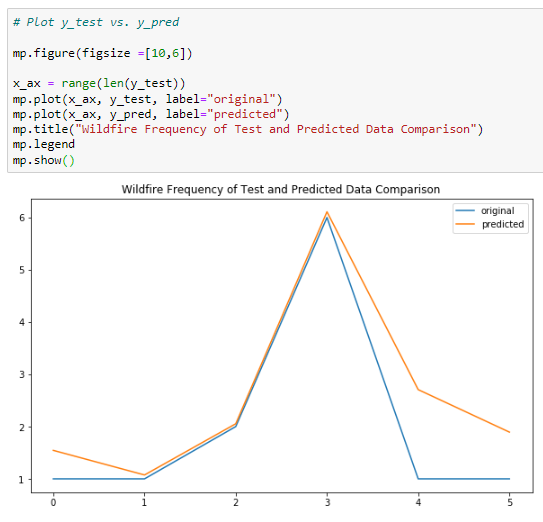 # Plot y_test vs. y_pred
mp.figure(figsize =[10,6])
x_ax = range(len(y_test))
mp.plot(x_ax, y_test, label="original")
mp.plot(x_ax, y_pred, label="predicted")
mp.title("Wildfire Frequency of Test and Predicted Data Comparison")
mp.legend
mp.show()
Wildfire Frequency of Test and Predicted Data Comparison
original
predicted
6
5
4
3
2
1
0 1 2 3 4 5